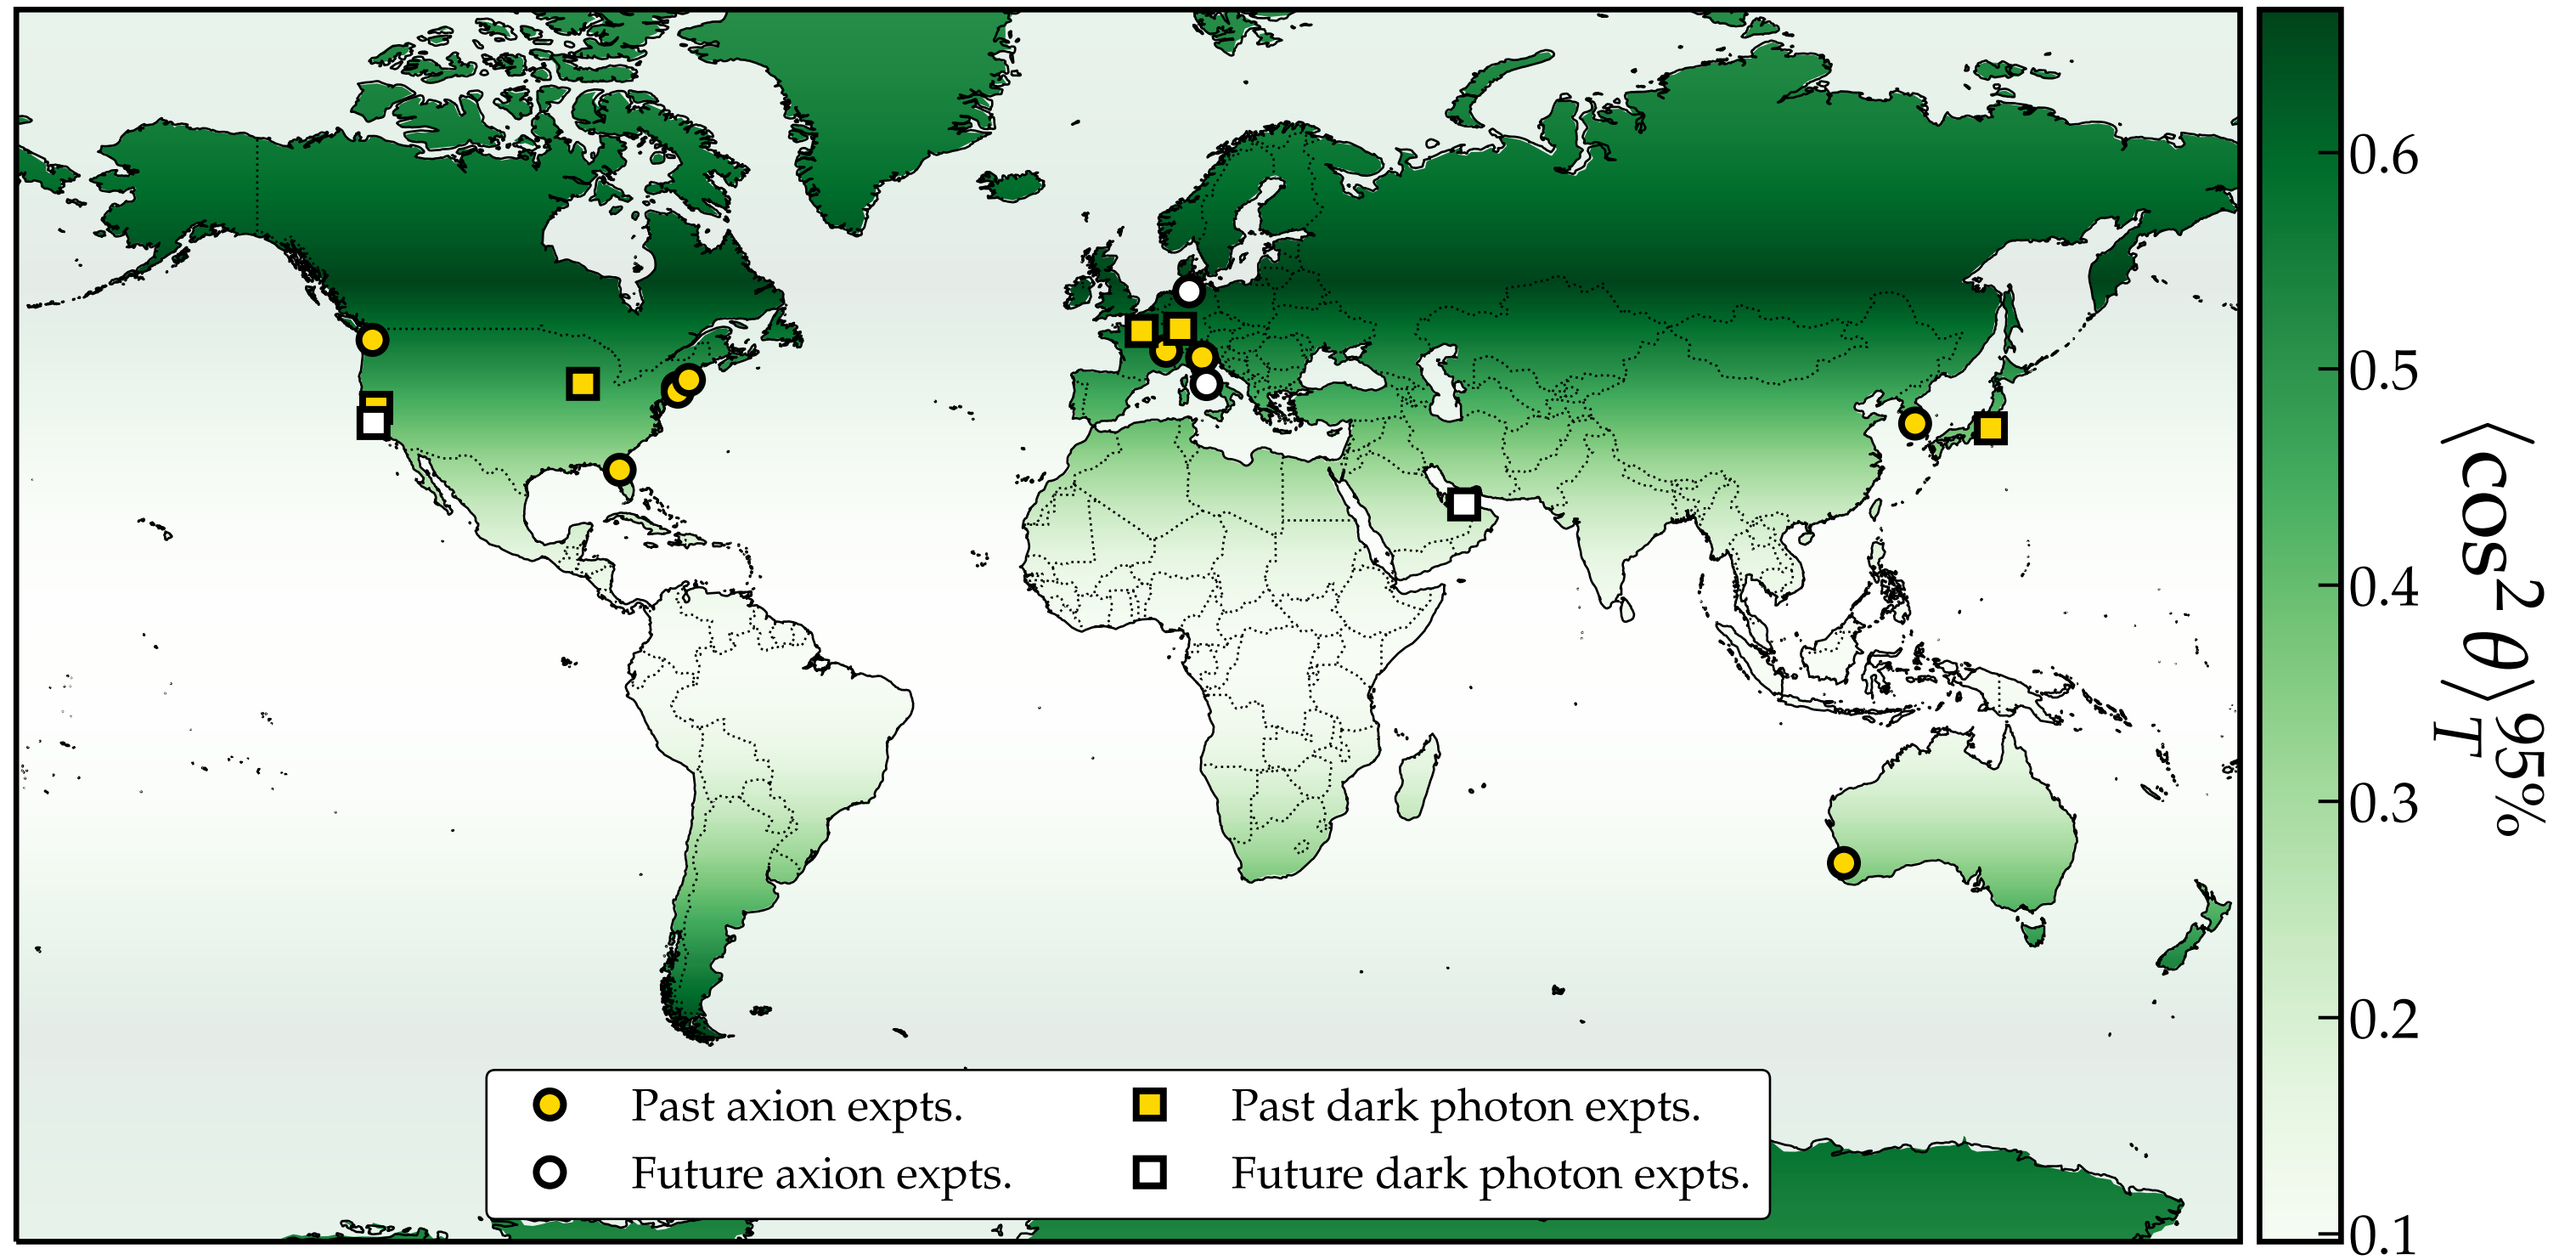 0.6
0.5
0.4
0.3
0.2
0.1
⟨cos² θ⟩_T^95%
Past axion expts.
Past dark photon expts.
Future axion expts.
Future dark photon expts.